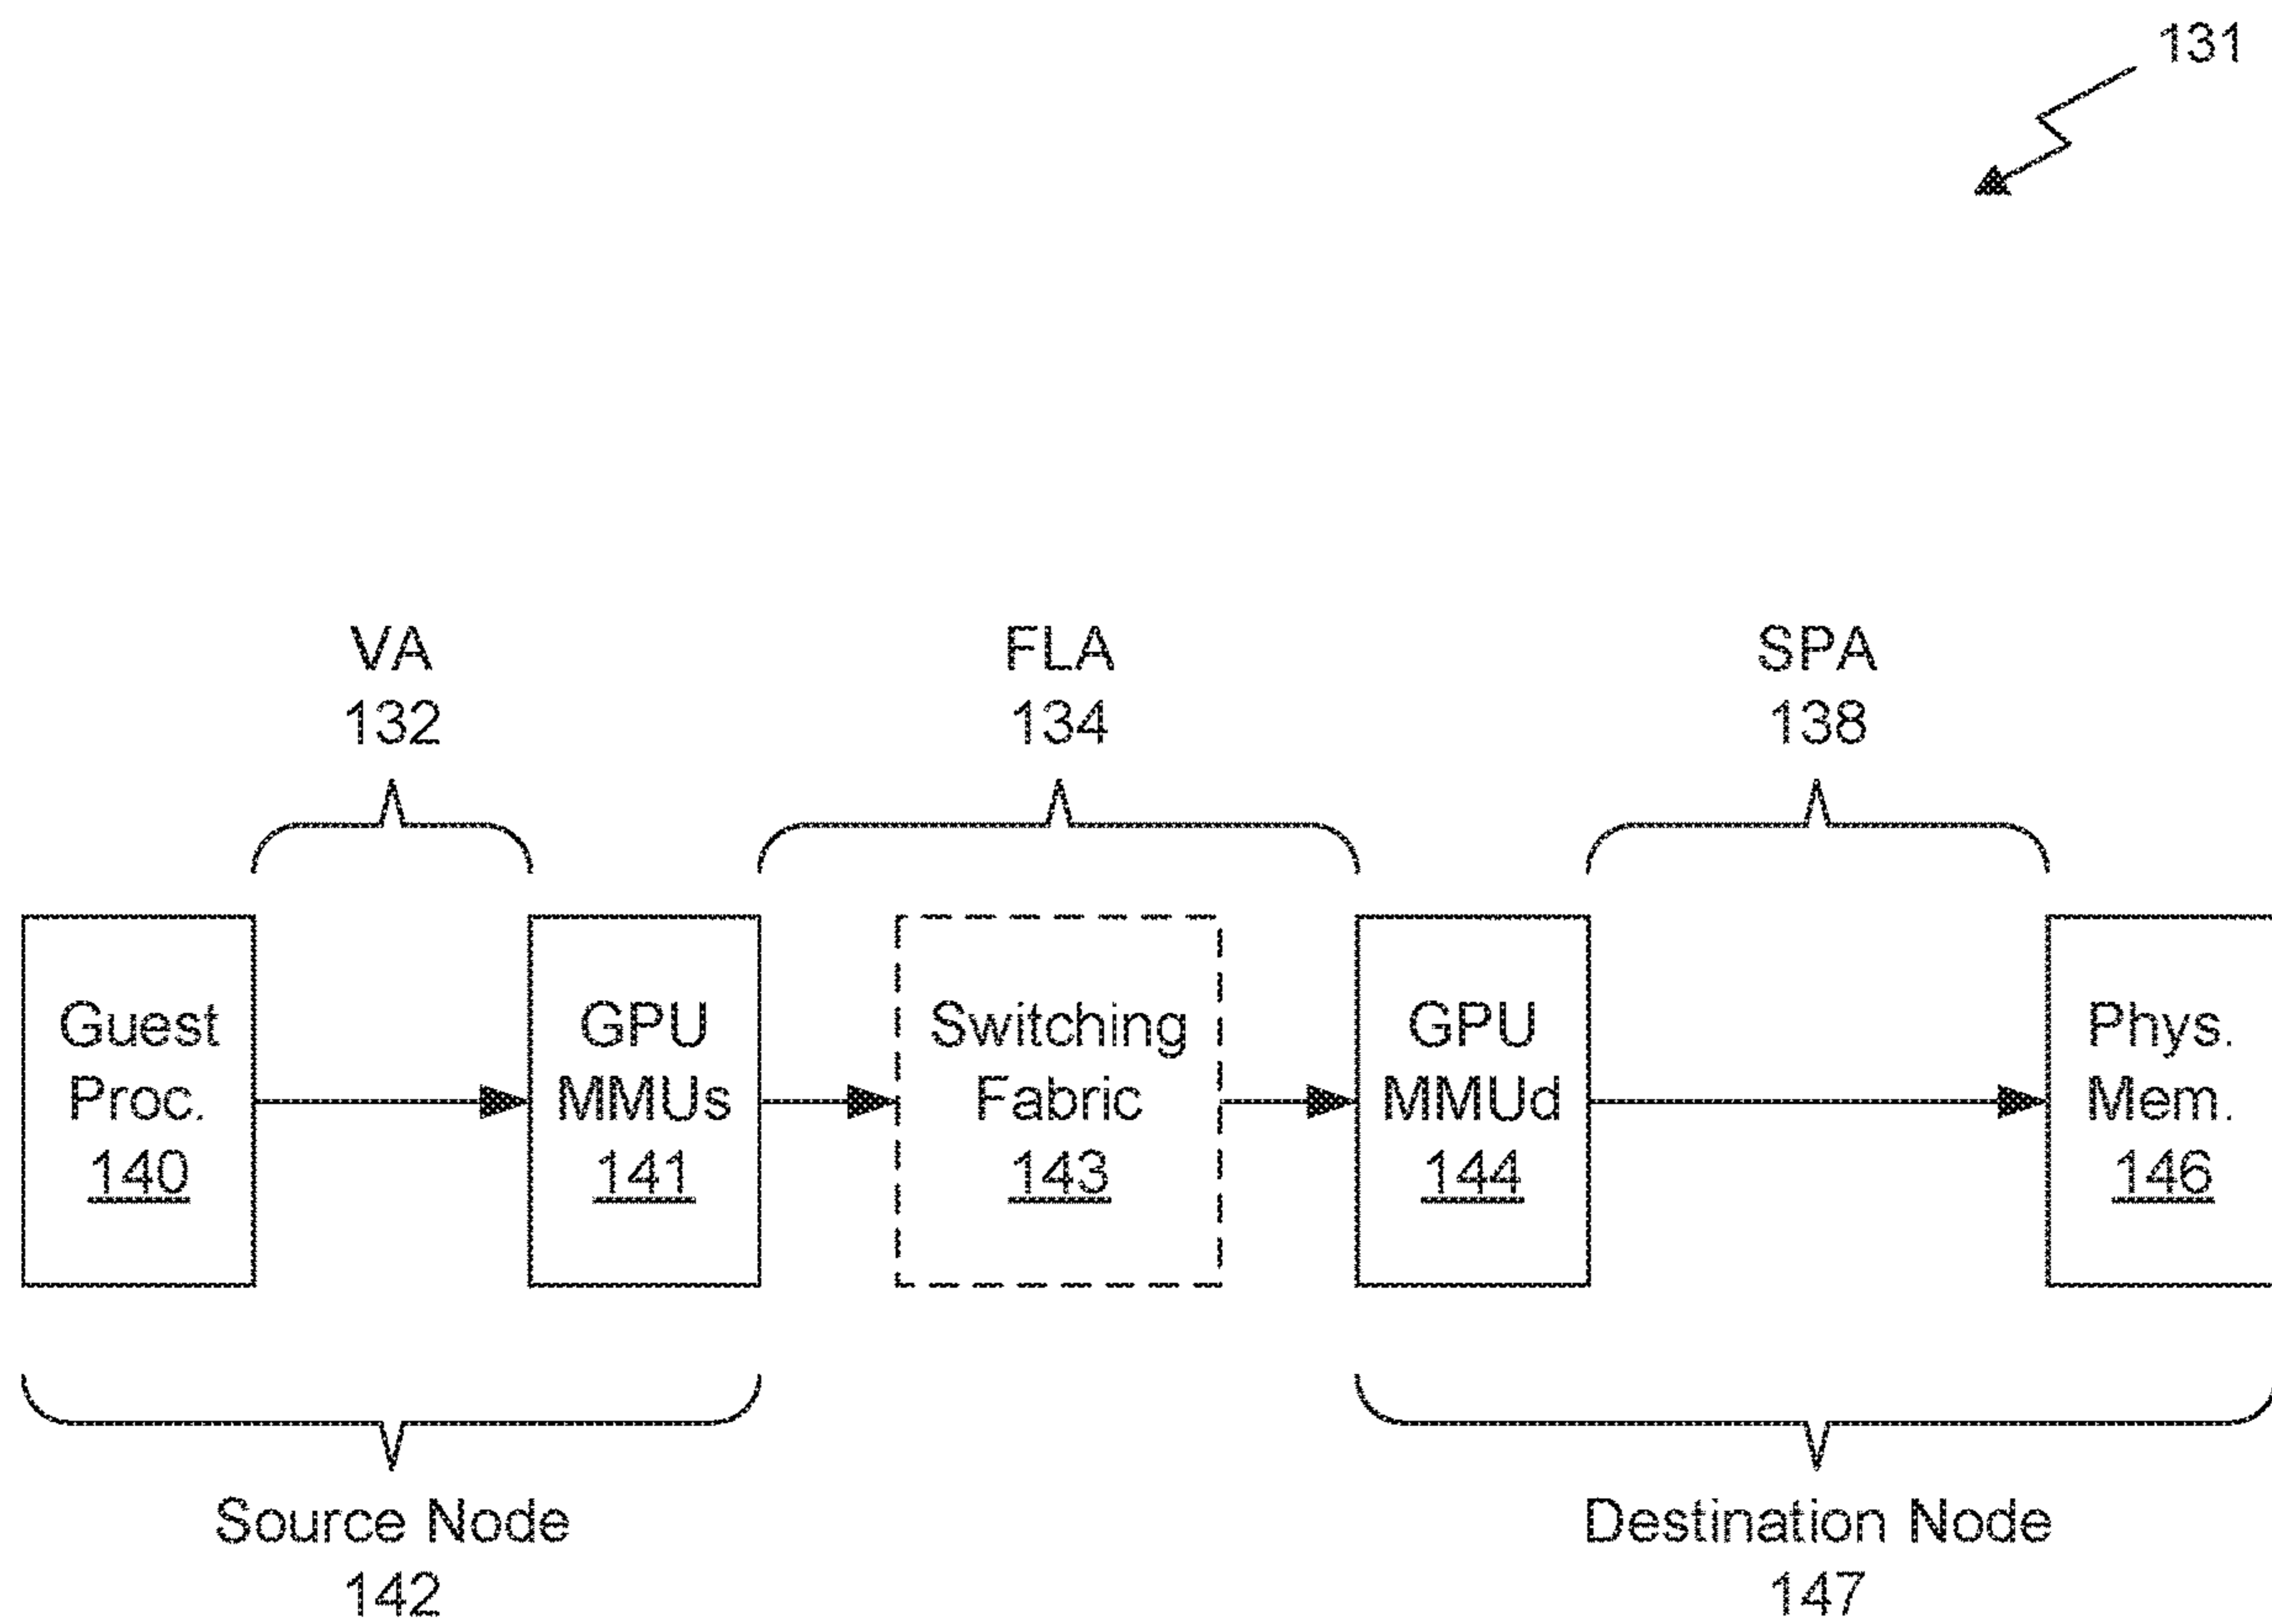 131
VA
132
FLA
134
SPA
138
Guest
Proc.
140
GPU
MMUs
141
Switching
Fabric
143
GPU
MMUd
144
Phys.
Mem.
146
Source Node
142
Destination Node
147